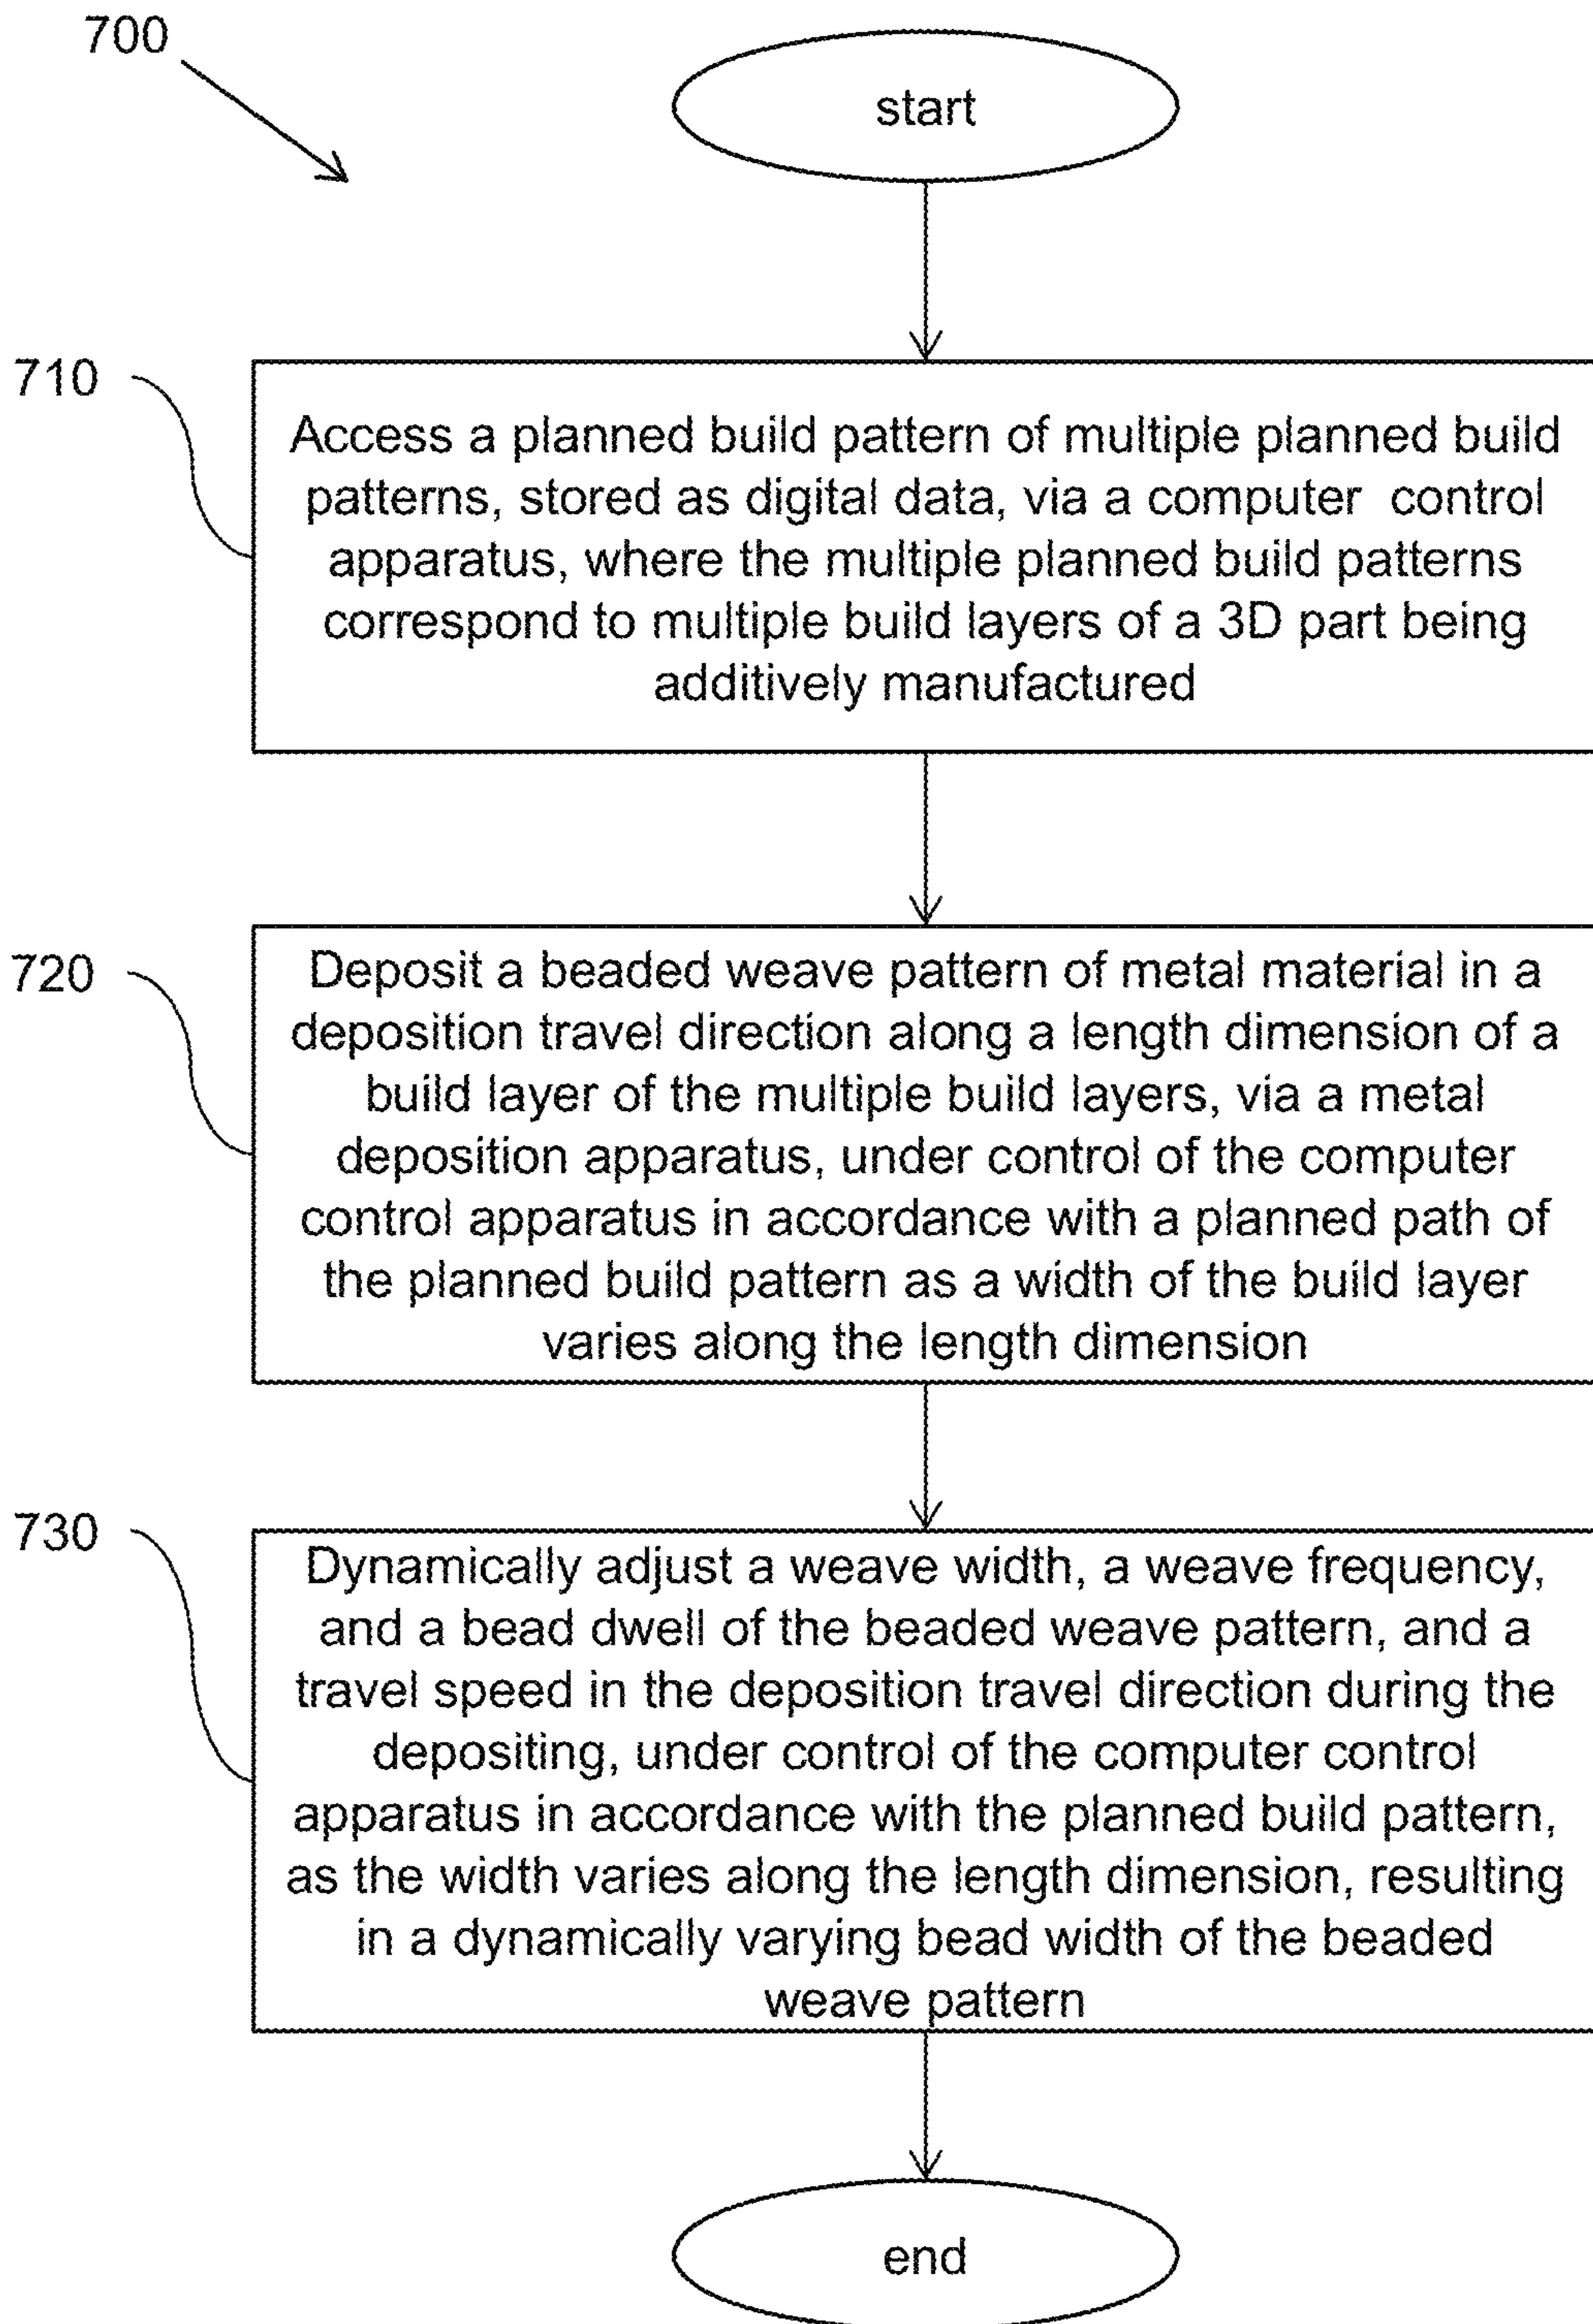 700
start
710
Access a planned build pattern of multiple planned build
patterns, stored as digital data, via a computer control
apparatus, where the multiple planned build patterns
correspond to multiple build layers of a 3D part being
additively manufactured
720
Deposit a beaded weave pattern of metal material in a
deposition travel direction along a length dimension of a
build layer of the multiple build layers, via a metal
deposition apparatus, under control of the computer
control apparatus in accordance with a planned path of
the planned build pattern as a width of the build layer
varies along the length dimension
730
Dynamically adjust a weave width, a weave frequency,
and a bead dwell of the beaded weave pattern, and a
travel speed in the deposition travel direction during the
depositing, under control of the computer control
apparatus in accordance with the planned build pattern,
as the width varies along the length dimension, resulting
in a dynamically varying bead width of the beaded
weave pattern
end